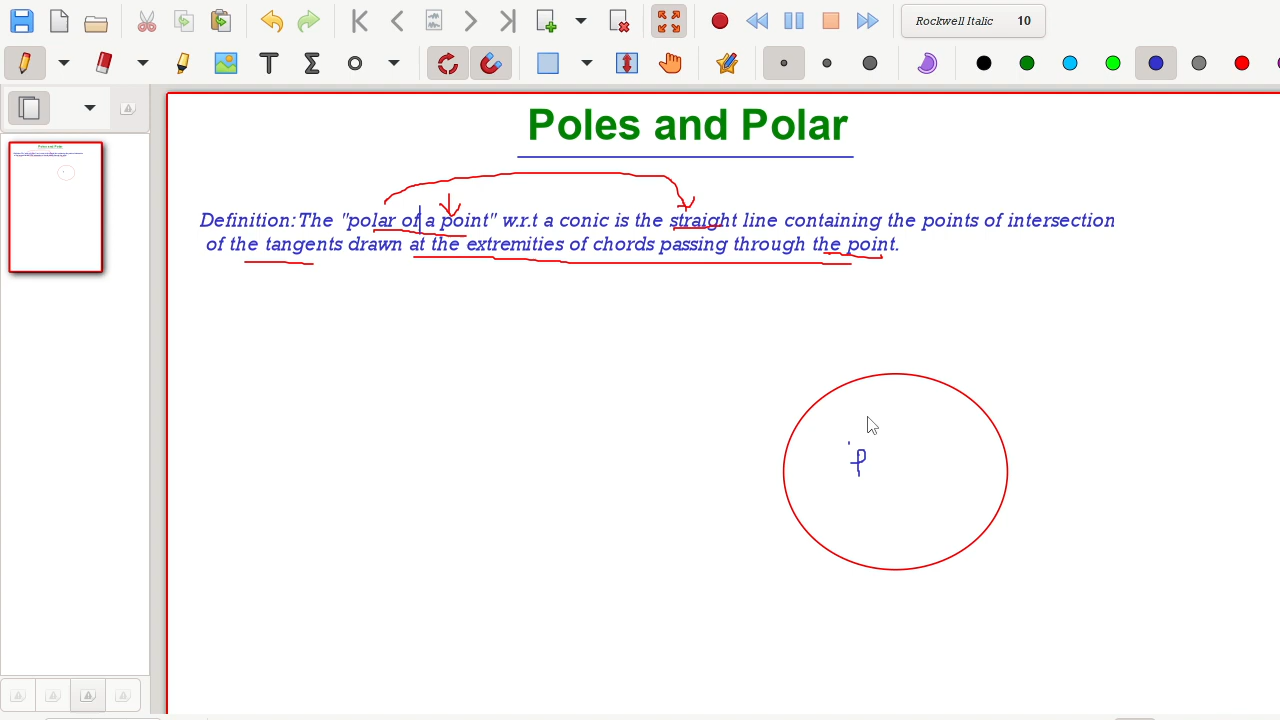 Rockwell Italic 10
Poles and Polar
Definition: The "polar of a point" w.r.t a conic is the straight line containing the points of intersection
of the tangents drawn at the extremities of chords passing through the point.
P